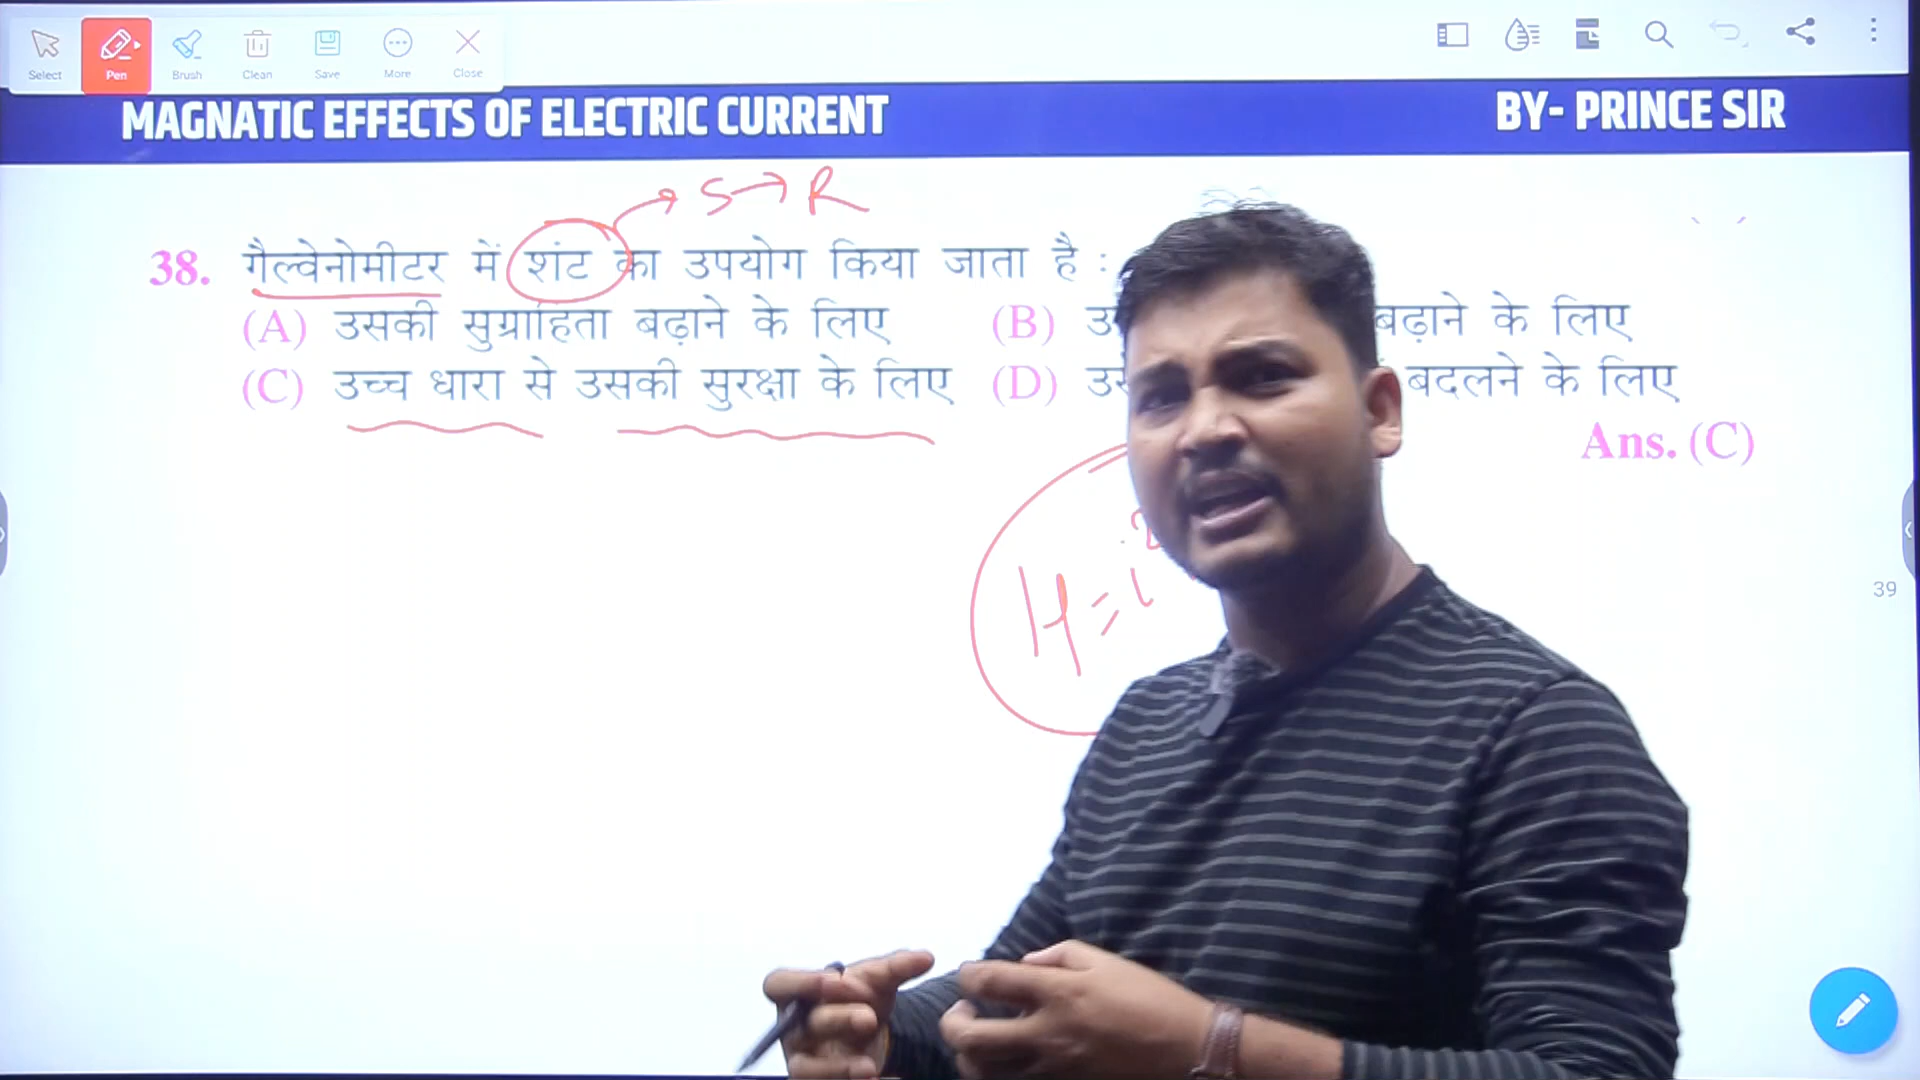 Select Pen Brush Clean Save More Close
MAGNATIC EFFECTS OF ELECTRIC CURRENT BY- PRINCE SIR
S → R
38. गैल्वेनोमीटर में शंट का उपयोग किया जाता है :
(A) उसकी सुग्राहिता बढ़ाने के लिए (B) बढ़ाने के लिए
(C) उच्च धारा से उसकी सुरक्षा के लिए (D) बदलने के लिए
Ans. (C)
H = i²
39